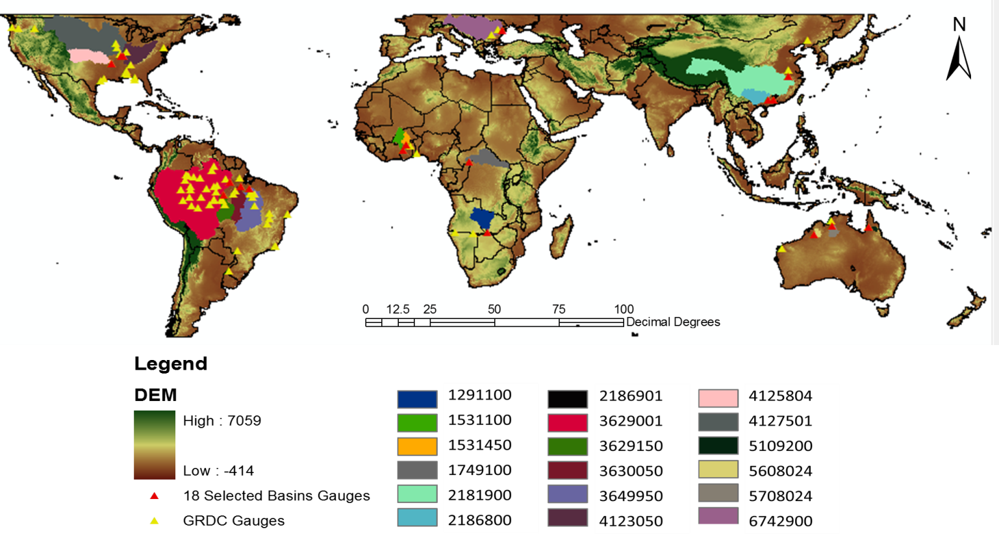 N
0 12.5 25 50 75 100
Decimal Degrees
Legend
DEM
High : 7059
Low : -414
18 Selected Basins Gauges
GRDC Gauges
1291100
1531100
1531450
1749100
2181900
2186800
2186901
3629001
3629150
3630050
3649950
4123050
4125804
4127501
5109200
5608024
5708024
6742900